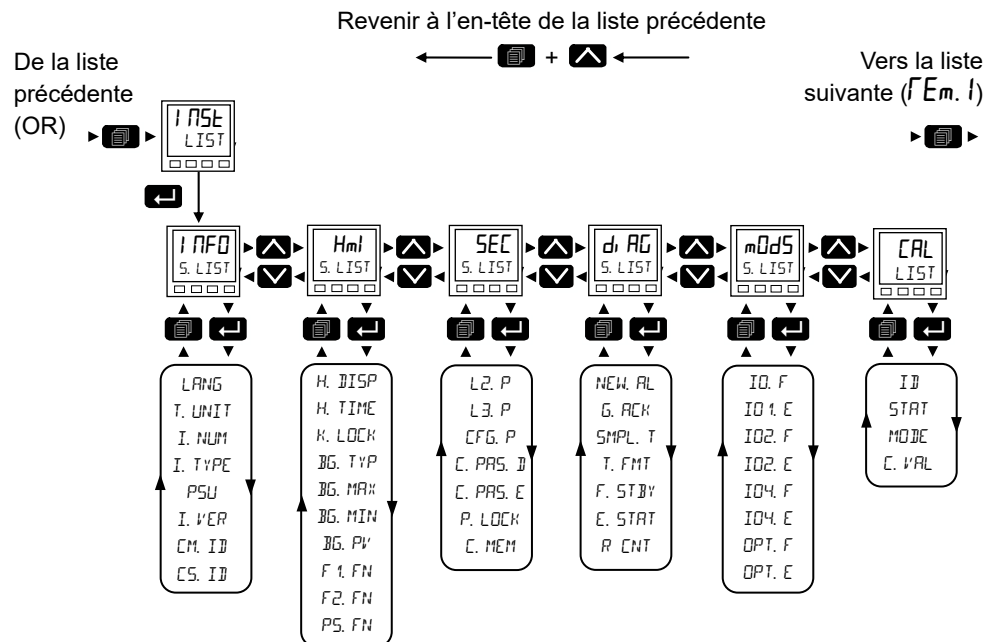 Revenir à l'en-tête de la liste précédente
+
De la liste
précédente
(OR)
Vers la liste
suivante (REm.1)
INSt
LIST
INFO
S. LIST
HmI
S. LIST
SEC
S. LIST
diAG
S. LIST
mOdS
S. LIST
CAL
LIST
LANG
T. UNIT
I. NUM
I. TYPE
PSU
I. VER
CM. ID
CS. ID
H. DISP
H. TIME
K. LOCK
BG. TYP
BG. MAX
BG. MIN
BG. PV
F1. FN
F2. FN
PS. FN
L2. P
L3. P
CFG. P
C. PAS. D
C. PAS. E
P. LOCK
C. MEM
NEW. AL
G. ACK
SMPL. T
T. FMT
F. STBY
E. STAT
R CNT
IO. F
IO1. E
IO2. F
IO2. E
IO4. F
IO4. E
OPT. F
OPT. E
ID
STAT
MODE
C. VAL